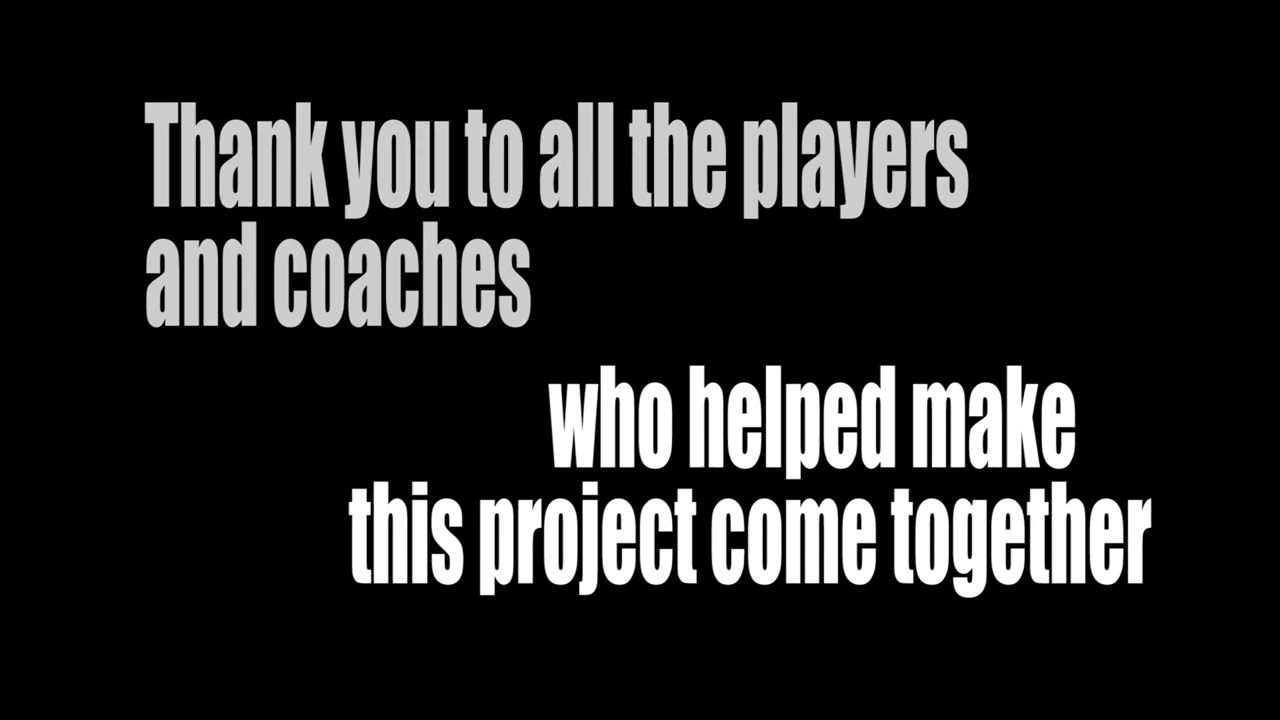 Thank you to all the players
and coaches
who helped make
this project come together